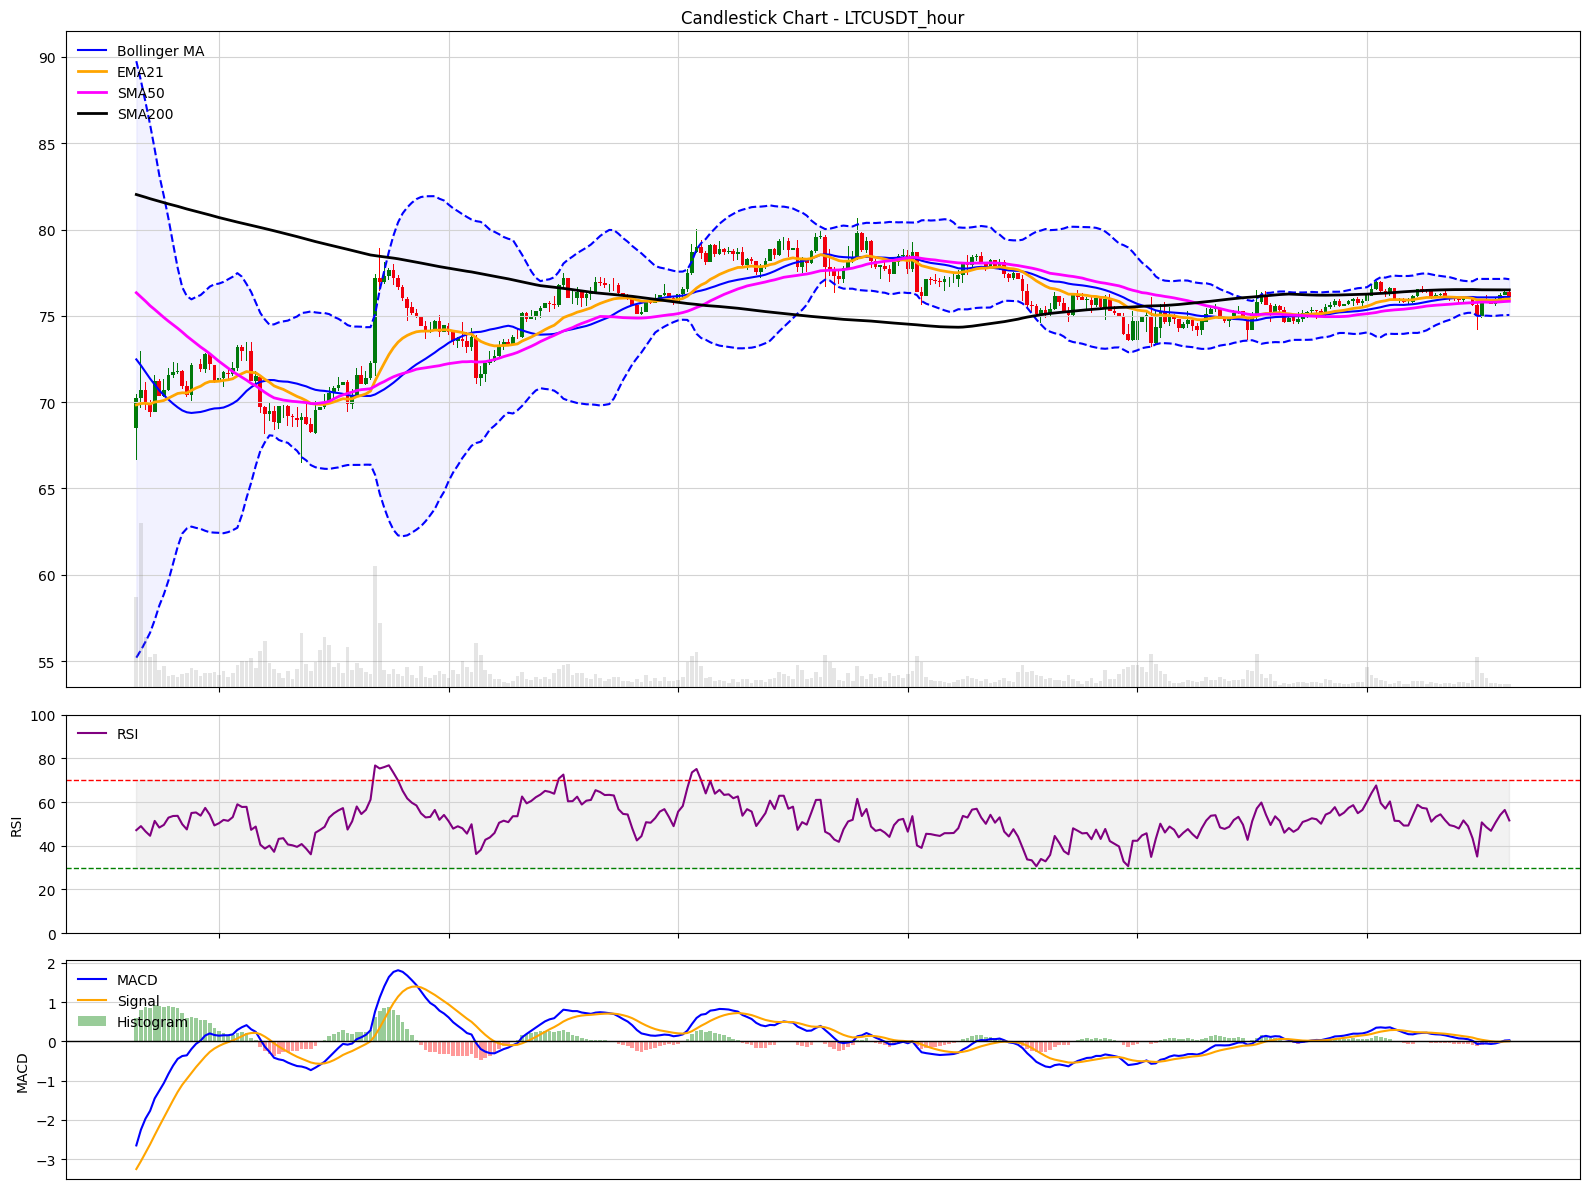 Candlestick Chart - LTCUSDT_hour
Bollinger MA
EMA21
SMA50
SMA200
90
85
80
75
70
65
60
55
RSI
100
80
60
40
20
0
RSI
MACD
Signal
Histogram
2
1
0
−1
−2
−3
MACD